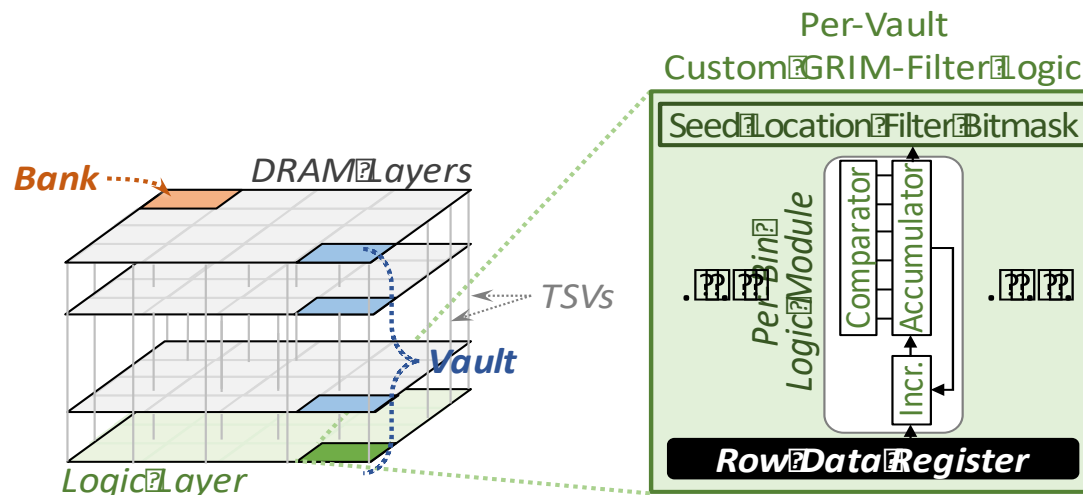 Per-Vault
Custom GRIM-Filter Logic
Seed Location Filter Bitmask
Bank
DRAM Layers
Comparator
Accumulator
Per-Bin
Logic Module
TSVs
Vault
Incr.
Row Data Register
Logic Layer